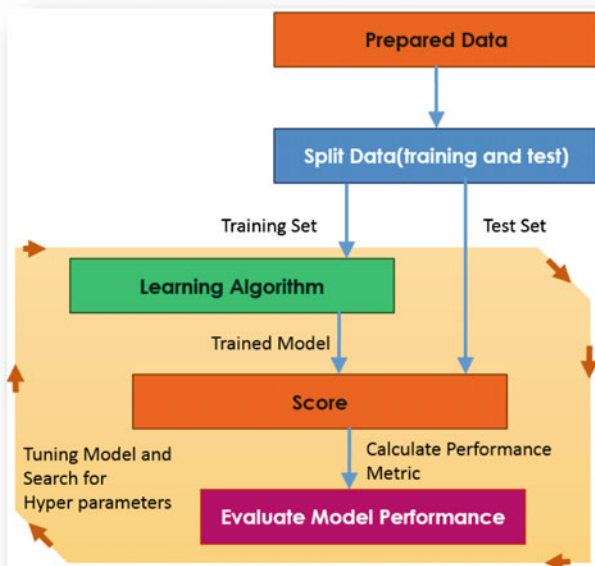 Prepared Data
Split Data(training and test)
Training Set
Test Set
Learning Algorithm
Trained Model
Score
Calculate Performance
Metric
Tuning Model and
Search for
Hyper parameters
Evaluate Model Performance